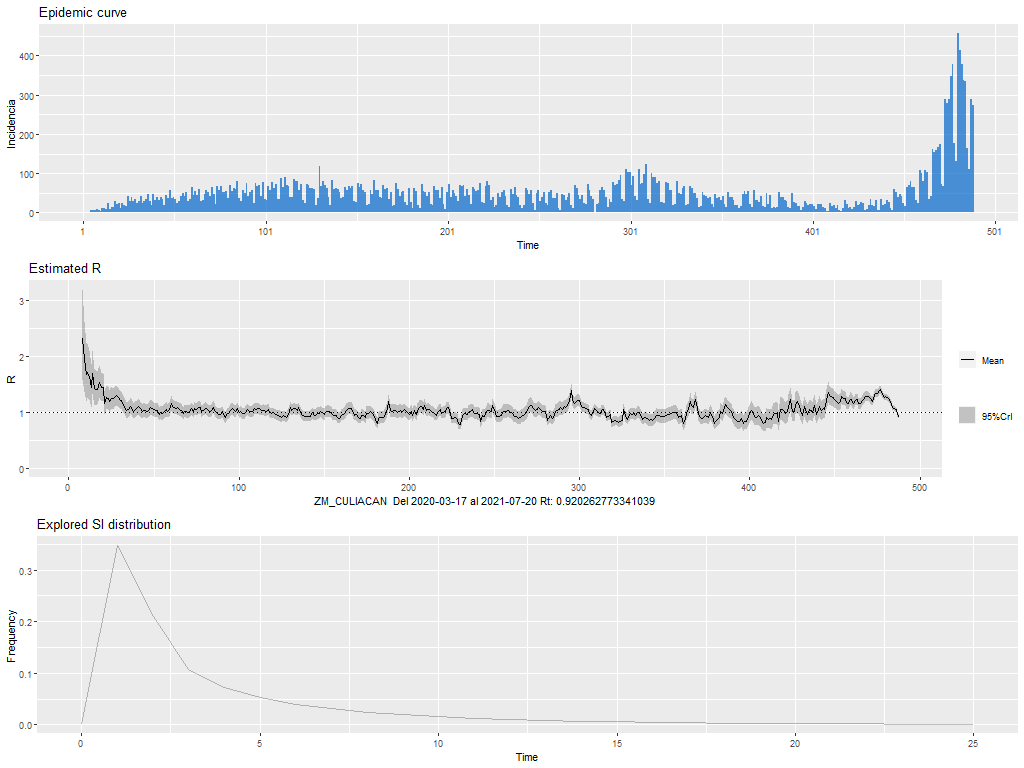 Epidemic curve
Incidencia
400
300
200
100
0
1
101
201
301
401
501
Time
Estimated R
R
3
2
1
0
0
100
200
300
400
500
Mean
95%CrI
ZM_CULIACAN Del 2020-03-17 al 2021-07-20 Rt: 0.920262773341039
Explored SI distribution
Frequency
0.3
0.2
0.1
0.0
0
5
10
15
20
25
Time